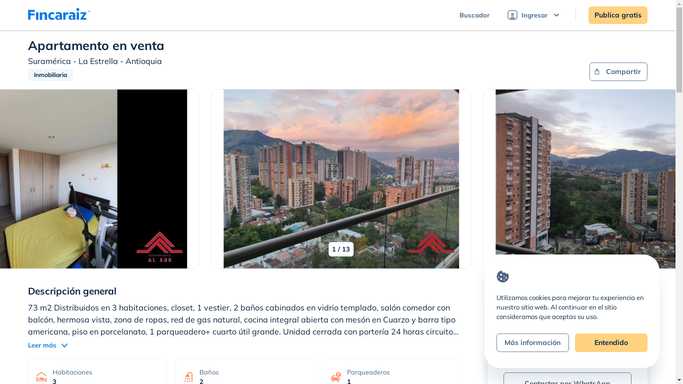 Fincaraiz
Buscador
Ingresar
Publica gratis
Apartamento en venta
Suramérica - La Estrella - Antioquia
Inmobiliaria
Compartir
AL SUR
1 / 13
Descripción general
73 m2 Distribuidos en 3 habitaciones, closet, 1 vestier, 2 baños cabinados en vidrio templado, salón comedor con
balcón, hermosa vista, zona de ropas, red de gas natural, cocina integral abierta con mesón en Cuarzo y barra tipo
americana, piso en porcelanato, 1 parqueadero+ cuarto útil grande. Unidad cerrada con portería 24 horas circuito...
Leer más
Habitaciones
3
Baños
2
Parqueaderos
1
Utilizamos cookies para mejorar tu experiencia en
nuestro sitio web. Al continuar en el sitio
consideramos que aceptas su uso.
Más información
Entendido
Contactar por WhatsApp